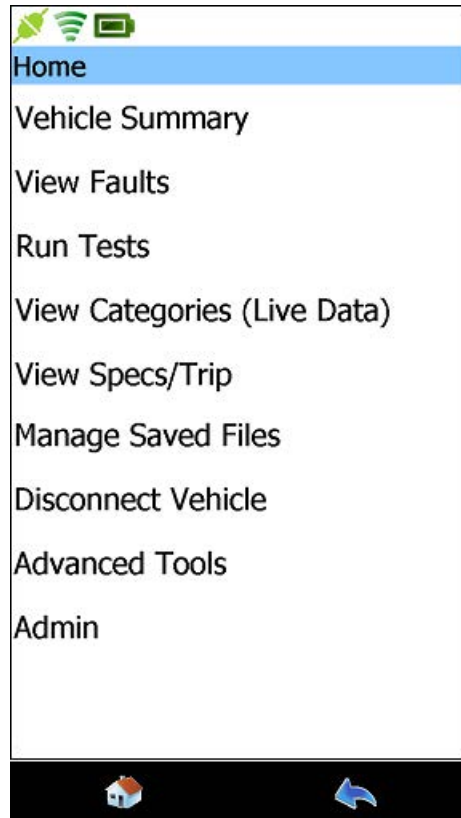 Home
Vehicle Summary
View Faults
Run Tests
View Categories (Live Data)
View Specs/Trip
Manage Saved Files
Disconnect Vehicle
Advanced Tools
Admin